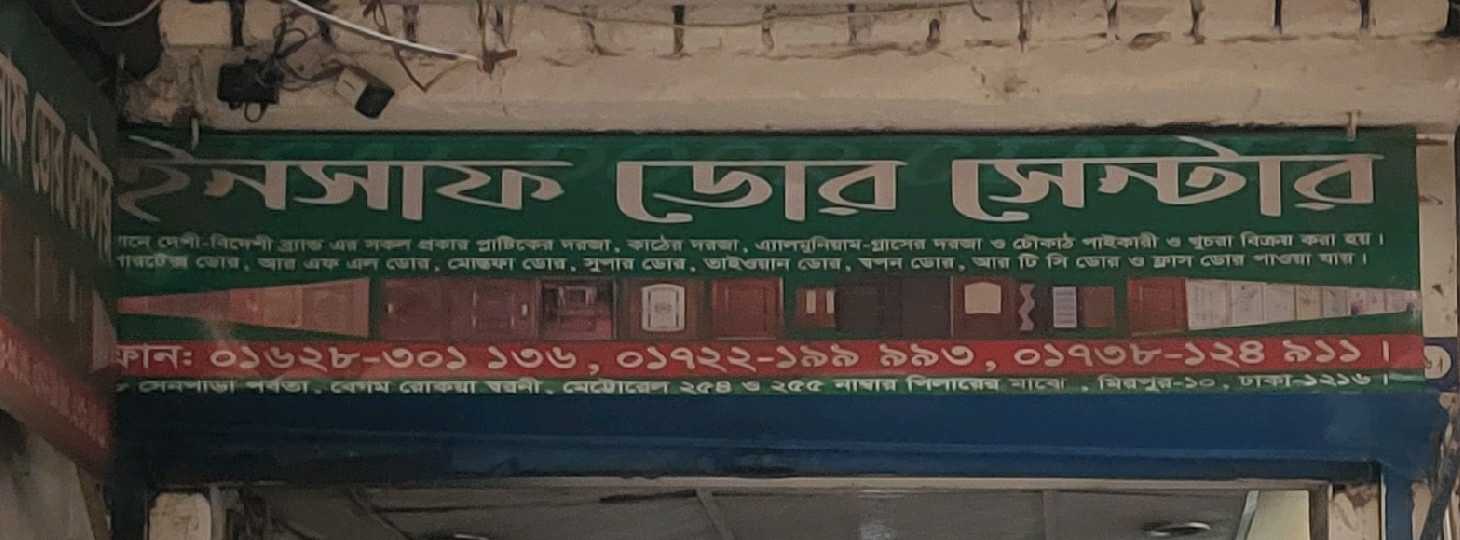 ইনসাফ ডোর সেন্টার
দেশী-বিদেশী ব্র্যান্ড এর সকল প্রকার প্লাষ্টিকের দরজা, কাঠের দরজা, এ্যালমুনিয়াম-গ্লাসের দরজা ও চৌকাঠ পাইকারী ও খুচরা বিক্রয় করা হয়।
ডোর, আর এফ এল ডোর, মোস্তফা ডোর, সুপার ডোর, তাইওয়ান ডোর, স্বপন ডোর, আর টি সি ডোর ও ফ্লাস ডোর পাওয়া যায়।
ফোন: ০১৬২৮-৩০১ ১৩৬, ০১৭২২-১৯৯ ৯৯৩, ০১৭৩৮-১২৪ ৯১১।
সেনপাড়া পর্বতা, বেগম রোকেয়া স্বরনী, মেট্রোরেল ২৫৪ ও ২৫৫ নাম্বার পিলারের মাঝে, মিরপুর-১০, ঢাকা-১২১৬।